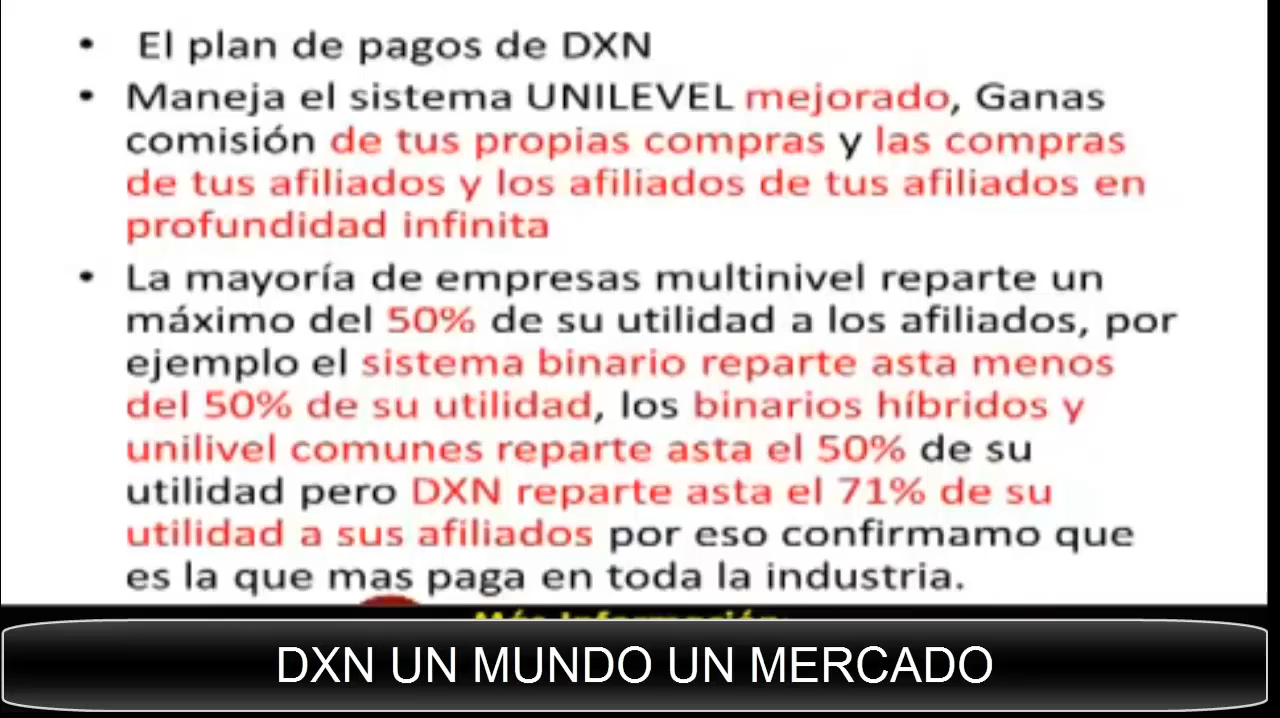 • El plan de pagos de DXN
• Maneja el sistema UNILEVEL mejorado, Ganas
comisión de tus propias compras y las compras
de tus afiliados y los afiliados de tus afiliados en
profundidad infinita
• La mayoría de empresas multinivel reparte un
máximo del 50% de su utilidad a los afiliados, por
ejemplo el sistema binario reparte asta menos
del 50% de su utilidad, los binarios híbridos y
unilivel comunes reparte asta el 50% de su
utilidad pero DXN reparte asta el 71% de su
utilidad a sus afiliados por eso confirmamo que
es la que mas paga en toda la industria.
Más Información
DXN UN MUNDO UN MERCADO